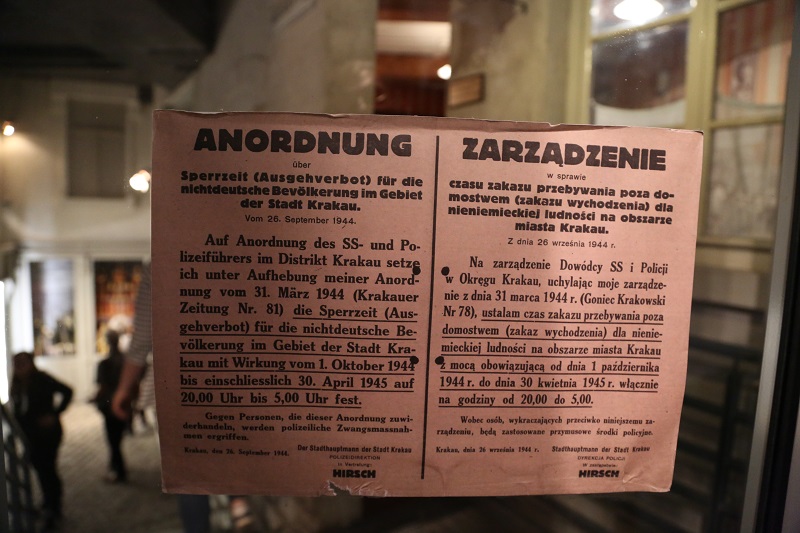 ANORDNUNG
über
Sperrzeit (Ausgehverbot) für die
nichtdeutsche Bevölkerung im Gebiet
der Stadt Krakau.
Vom 26. September 1944.
Auf Anordnung des SS- und Po-
lizeiführers im Distrikt Krakau setze
ich unter Aufhebung meiner Anord-
nung vom 31. März 1944 (Krakauer
Zeitung Nr. 81) die Sperrzeit (Aus-
gehverbot) für die nichtdeutsche Be-
völkerung im Gebiet der Stadt Kra-
kau mit Wirkung vom 1. Oktober 1944
bis einschliesslich 30. April 1945 auf
20,00 Uhr bis 5,00 Uhr fest.
Gegen Personen, die dieser Anordnung zuwi-
derhandeln, werden polizeiliche Zwangsmassnah-
men ergriffen.
Krakau, den 26. September 1944.
Der Stadthauptmann der Stadt Krakau
POLIZEIDIREKTION
In Vertretung:
HIRSCH
ZARZĄDZENIE
w sprawie
czasu zakazu przebywania poza do-
mostwem (zakazu wychodzenia) dla
nieniemieckiej ludności na obszarze
miasta Krakau.
Z dnia 26 września 1944 r.
Na zarządzenie Dowódcy SS i Policji
w Okręgu Krakau, uchylając moje zarządze-
nie z dnia 31 marca 1944 r. (Goniec Krakowski
Nr 78), ustalam czas zakazu przebywania poza
domostwem (zakaz wychodzenia) dla nienie-
mieckiej ludności na obszarze miasta Krakau
z mocą obowiązującą od dnia 1 października
1944 r. do dnia 30 kwietnia 1945 r. włącznie
na godziny od 20,00 do 5,00.
Wobec osób, wykraczających przeciw niniejszemu za-
rządzeniu, będą zastosowane przymusowe środki policyjne.
Krakau, dnia 26 września 1944 r.
Stadthauptmann der Stadt Krakau
DYREKCJA POLICJI
W zastępstwie:
HIRSCH